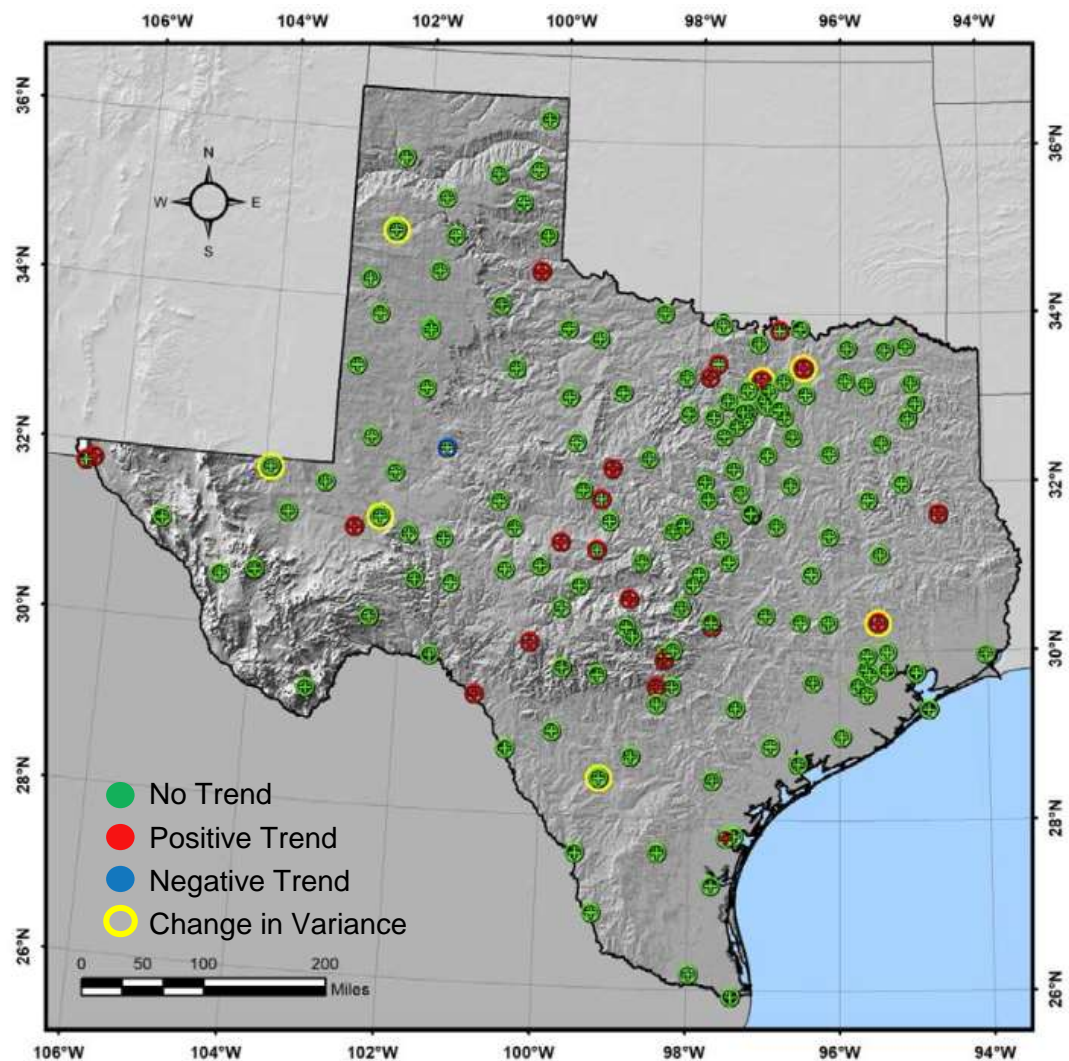 106°W 104°W 102°W 100°W 98°W 96°W 94°W
36°N
36°N
N
W E
S
34°N
34°N
32°N
32°N
30°N
30°N
28°N
28°N
26°N
26°N
No Trend
Positive Trend
Negative Trend
Change in Variance
0 50 100 200
Miles
106°W 104°W 102°W 100°W 98°W 96°W 94°W